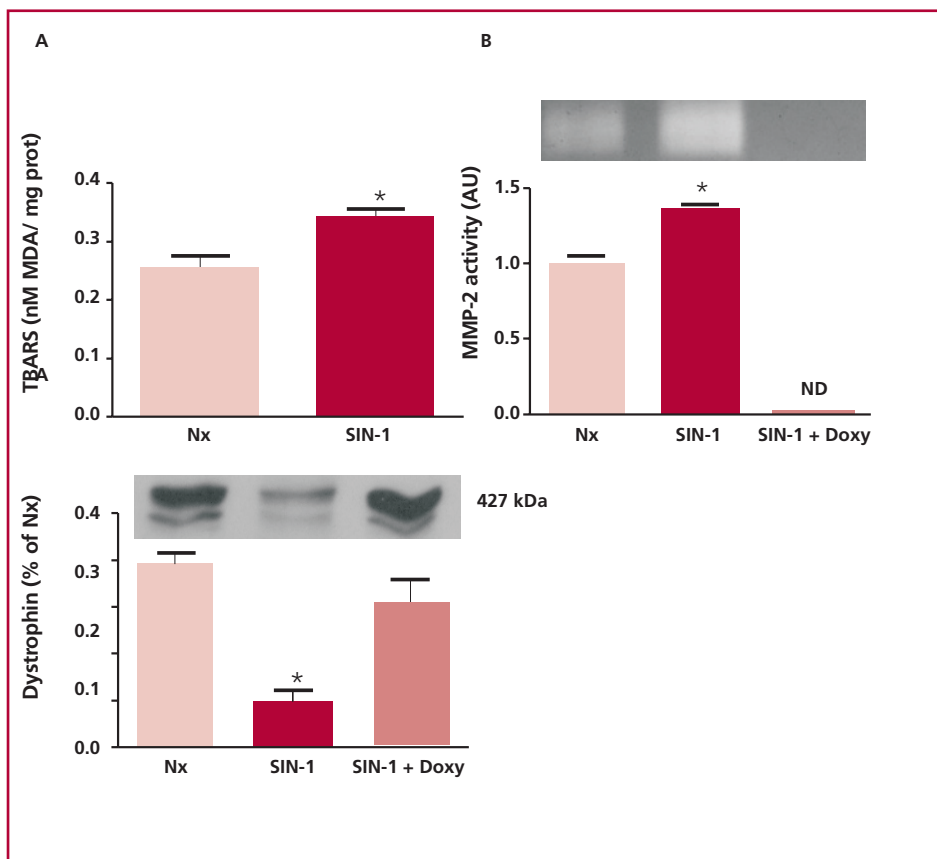 A
B
TBARS (nM MDA/ mg prot)
0.4
0.3
0.2
0.1
0.0
*
Nx
SIN-1
MMP-2 activity (AU)
1.5
1.0
0.5
0.0
*
ND
Nx
SIN-1
SIN-1 + Doxy
A
Dystrophin (% of Nx)
427 kDa
0.4
0.3
0.2
0.1
0.0
*
Nx
SIN-1
SIN-1 + Doxy